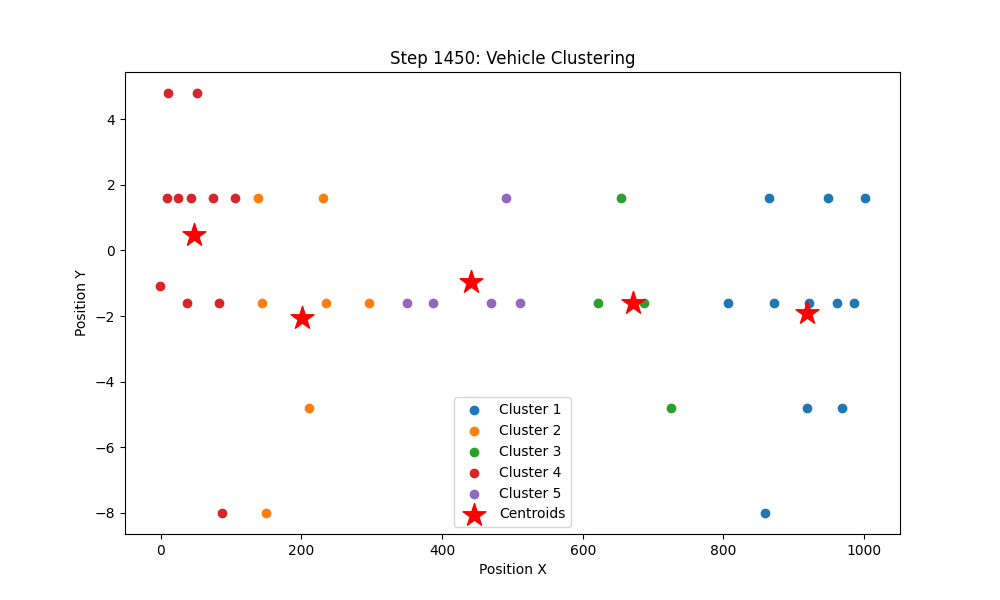 Step 1450: Vehicle Clustering
Position Y
4
2
0
−2
−4
−6
−8
Cluster 1
Cluster 2
Cluster 3
Cluster 4
Cluster 5
Centroids
0 200 400 600 800 1000
Position X